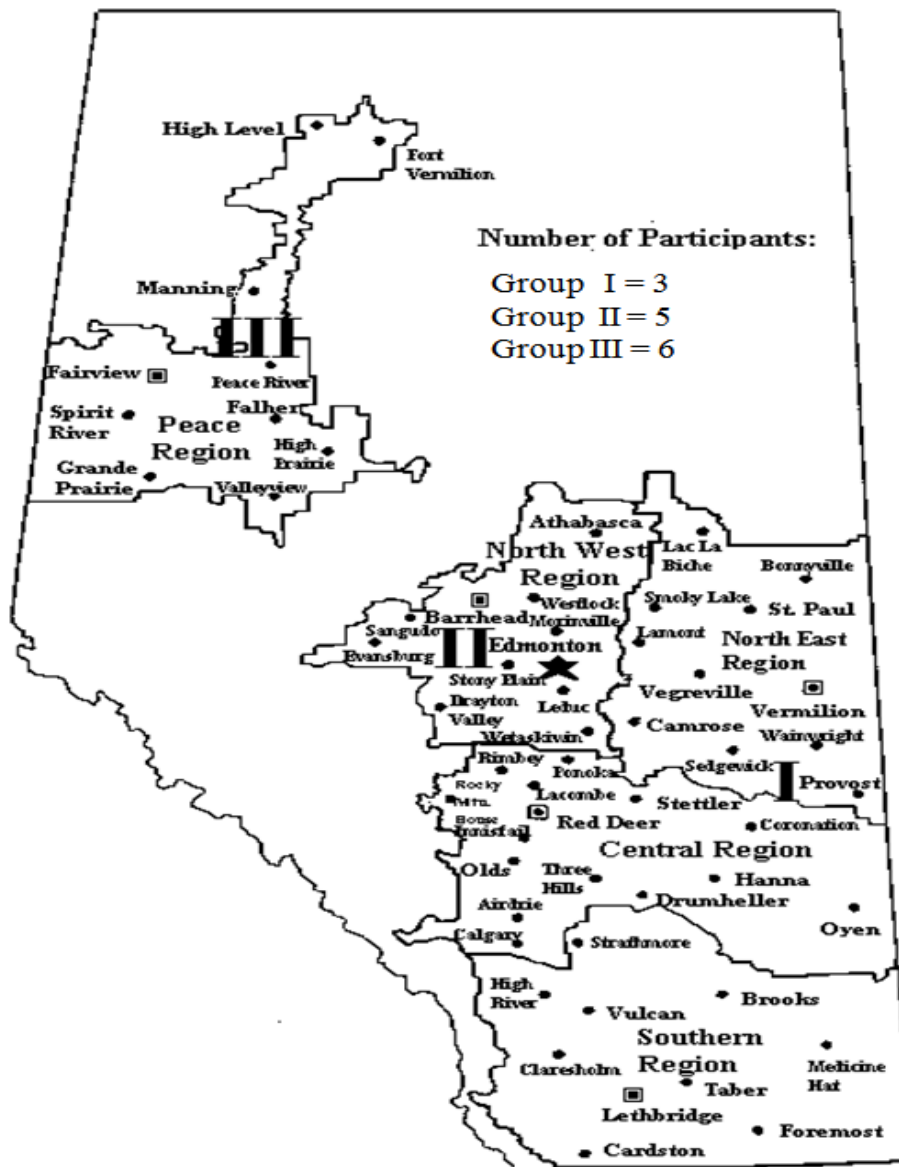 High Level
Fort
Vermilion
Number of Participants:
Group I = 3
Group II = 5
Group III = 6
Manning
III
Fairview
Peace River
Spirit
River
Falher
Peace
Region
High
Prairie
Grande
Prairie
Valleyview
Athabasca
North West
Region
Lac La
Biche
Bonnyville
Westlock
Smoky Lake
St. Paul
Barrhead
Morinville
Sangudo
Lamont
North East
Region
Evansburg
II
Edmonton
Stony Plain
Vegreville
Leduc
Drayton
Valley
Vermilion
Camrose
Wetaskiwin
Wainwright
Rimbey
Ponoka
Sedgewick
I
Provost
Rocky
Mtn.
House
Lacombe
Stettler
Innisfail
Red Deer
Coronation
Central Region
Olds
Three
Hills
Hanna
Drumheller
Airdrie
Oyen
Calgary
Strathmore
High
River
Brooks
Vulcan
Southern
Region
Claresholm
Medicine
Hat
Taber
Lethbridge
Foremost
Cardston